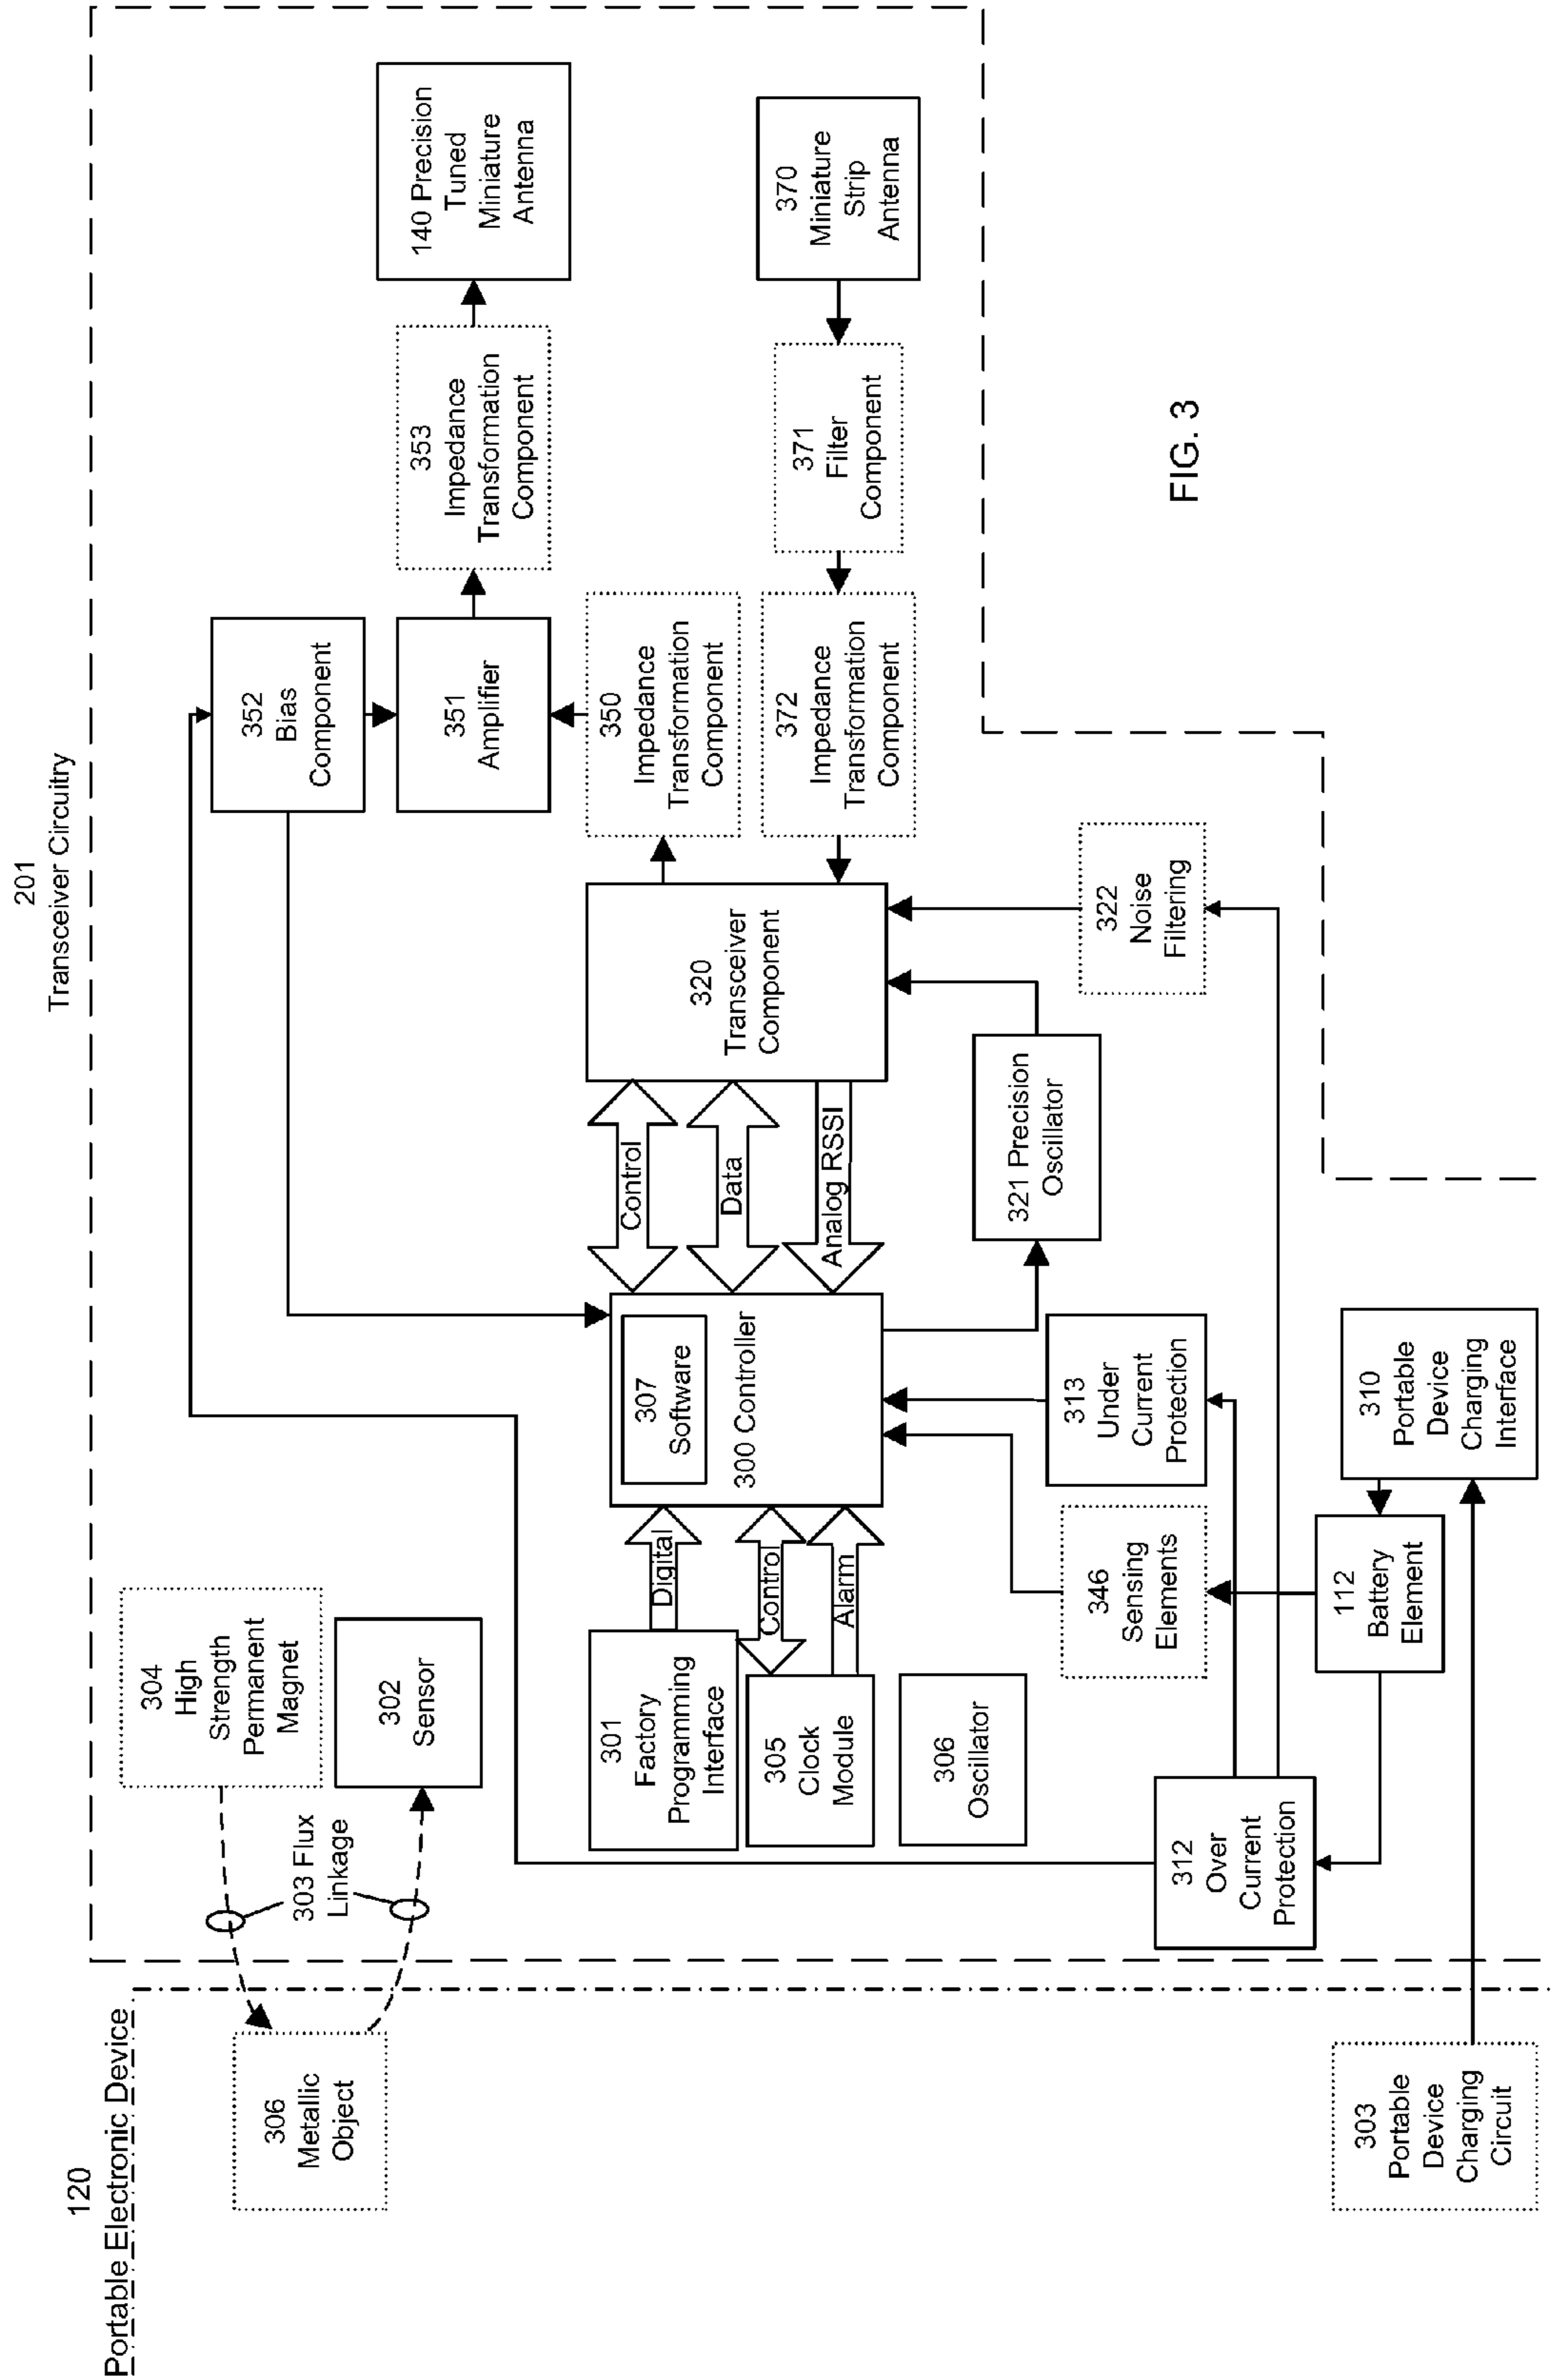 201
Transceiver Circuitry
120
Portable Electronic Device
304
High
Strength
Permanent
Magnet
306
Metallic
Object
303 Flux
Linkage
302
Sensor
352
Bias
Component
351
Amplifier
353
Impedance
Transformation
Component
140 Precision
Tuned
Miniature
Antenna
301
Factory
Programming
Interface
Digital
307
Software
300 Controller
Control
Data
Analog RSSI
320
Transceiver
Component
350
Impedance
Transformation
Component
372
Impedance
Transformation
Component
371
Filter
Component
370
Miniature
Strip
Antenna
305
Clock
Module
Control
Alarm
306
Oscillator
321 Precision
Oscillator
346
Sensing
Elements
313
Under
Current
Protection
322
Noise
Filtering
312 Over
Current
Protection
112
Battery
Element
310
Portable
Device
Charging
Interface
303
Portable
Device
Charging
Circuit
FIG. 3